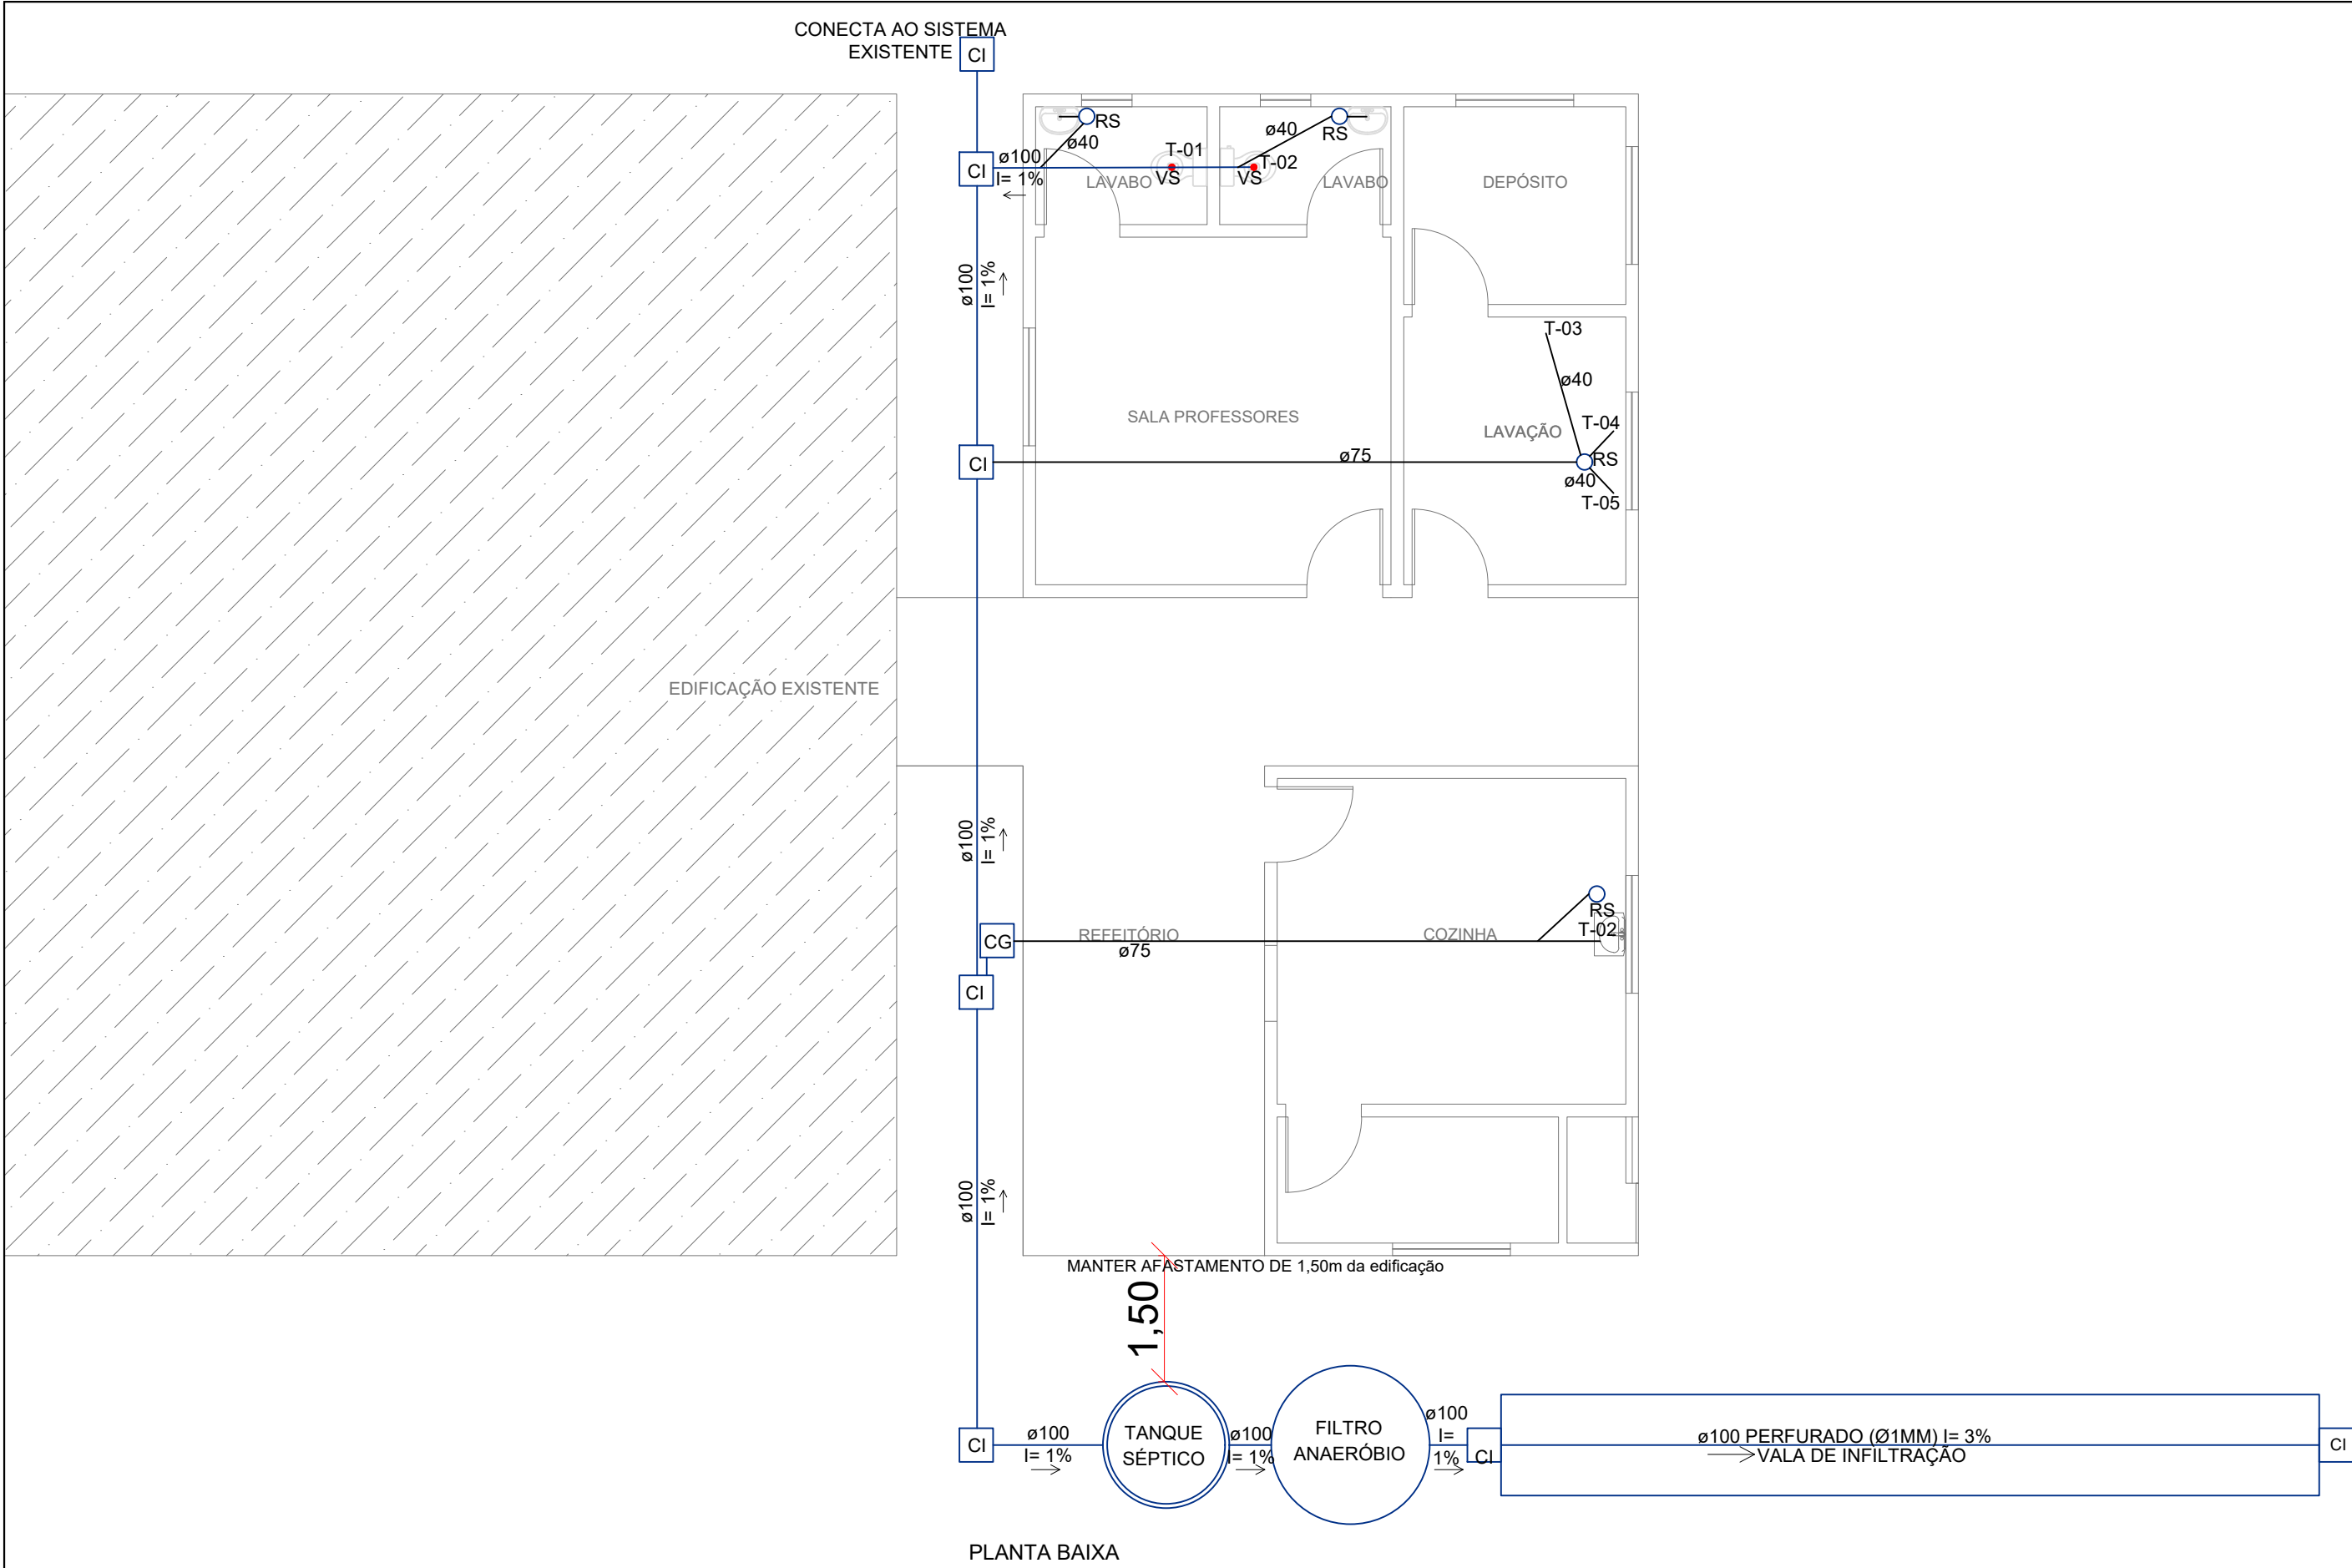 CONECTA AO SISTEMA
EXISTENTE
CI
RS
ø40
ø40
RS
T-01
T-02
ø100
I= 1%
CI
LAVABO
VS
VS
LAVABO
DEPÓSITO
ø100
I= 1%
T-03
ø40
SALA PROFESSORES
T-04
LAVAÇÃO
CI
ø75
RS
ø40
T-05
EDIFICAÇÃO EXISTENTE
ø100
I= 1%
RS
T-02
CG
REFEITÓRIO
COZINHA
ø75
CI
ø100
I= 1%
MANTER AFASTAMENTO DE 1,50m da edificação
1,50
CI
ø100
I= 1%
TANQUE
SÉPTICO
ø100
I= 1%
FILTRO
ANAERÓBIO
ø100
I=
1%
CI
ø100 PERFURADO (Ø1MM) I= 3%
VALA DE INFILTRAÇÃO
CI
PLANTA BAIXA